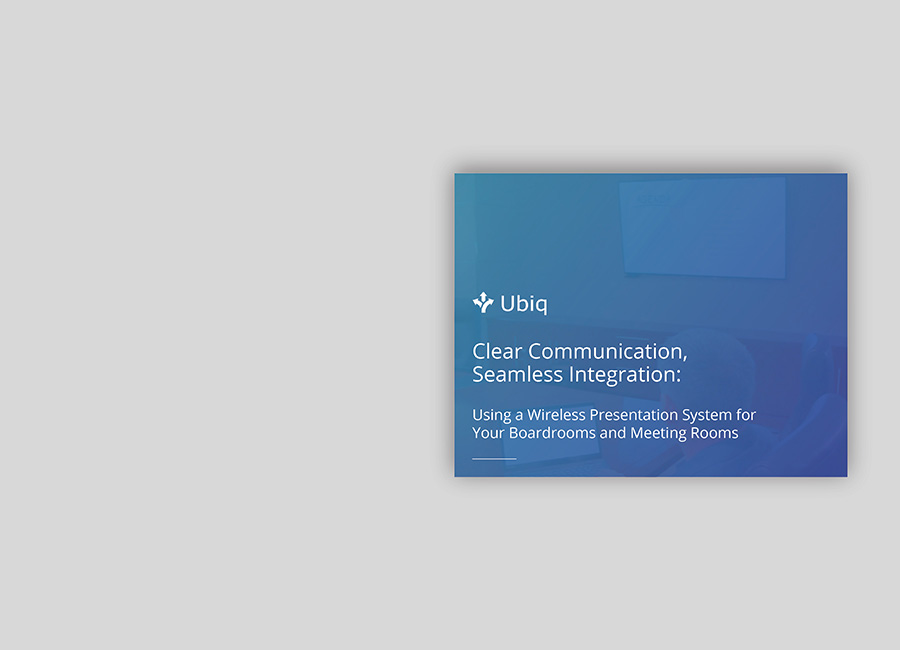 Ubiq
Clear Communication,
Seamless Integration:
Using a Wireless Presentation System for
Your Boardrooms and Meeting Rooms